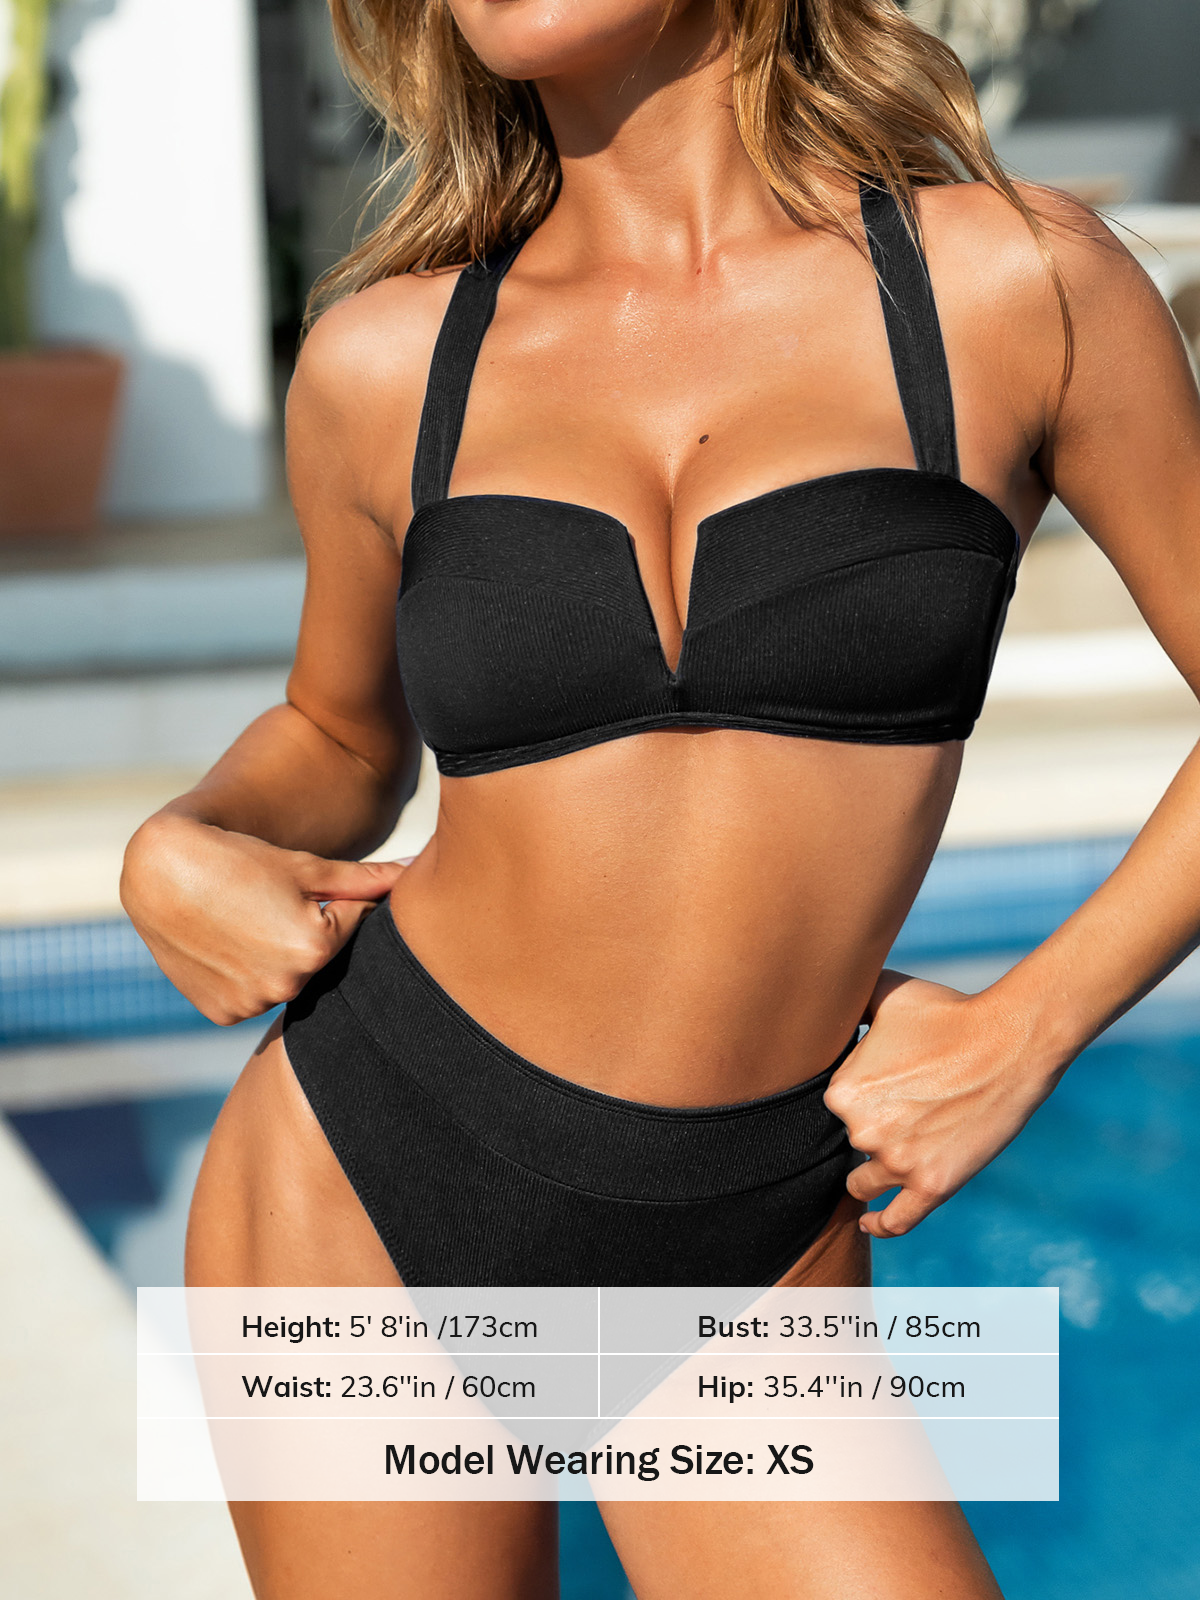 Height: 5' 8'in /173cm
Bust: 33.5''in / 85cm
Waist: 23.6''in / 60cm
Hip: 35.4''in / 90cm
Model Wearing Size: XS